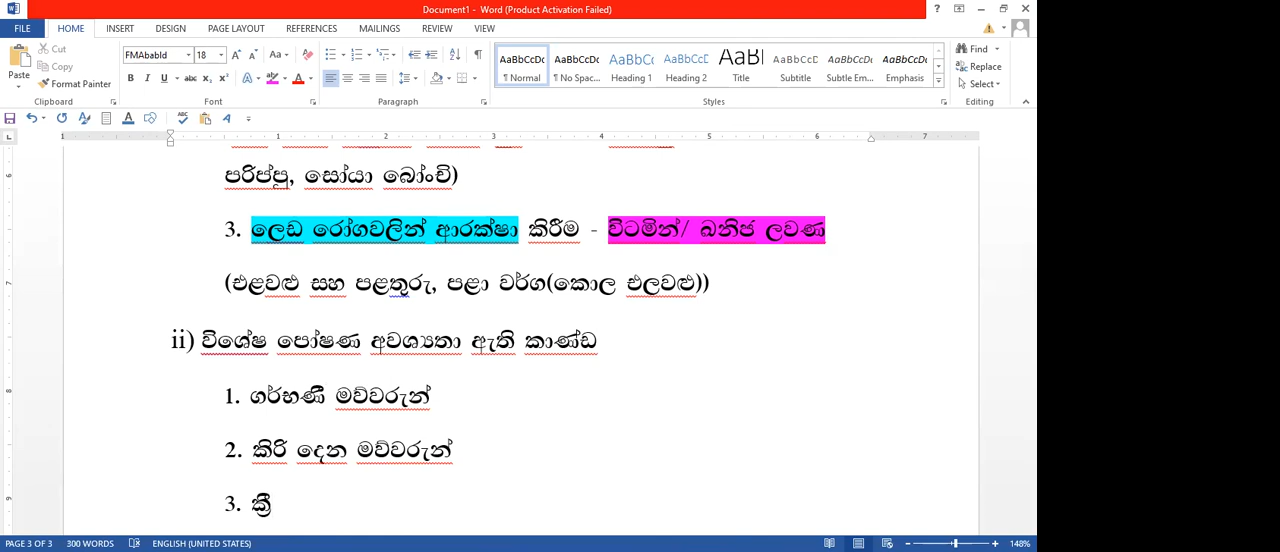 Document1 - Word (Product Activation Failed)
FILE HOME INSERT DESIGN PAGE LAYOUT REFERENCES MAILINGS REVIEW VIEW
Cut
Copy
Format Painter
Paste
FMAbabld 18
Clipboard Font Paragraph Styles Editing
AaBbCcDc AaBbCcDc AaBbCc AaBbCcD AaBl AaBbCcD AaBbCcDc AaBbCcDc
¶ Normal ¶ No Spac... Heading 1 Heading 2 Title Subtitle Subtle Em... Emphasis
Find
Replace
Select
පරිප්පු, සෝයා බෝංචි)
3. ලෙඩ රෝගවලින් ආරක්ෂා කිරීම - විටමින්/ ඛනිජ ලවණ
(එළවළු සහ පළතුරු, පළා වර්ග(කොල එලවළු))
ii) විශේෂ පෝෂණ අවශ්‍යතා ඇති කාණ්ඩ
1. ගර්භණී මව්වරුන්
2. කිරි දෙන මව්වරුන්
3. ක්‍රී
PAGE 3 OF 3 300 WORDS ENGLISH (UNITED STATES) 148%